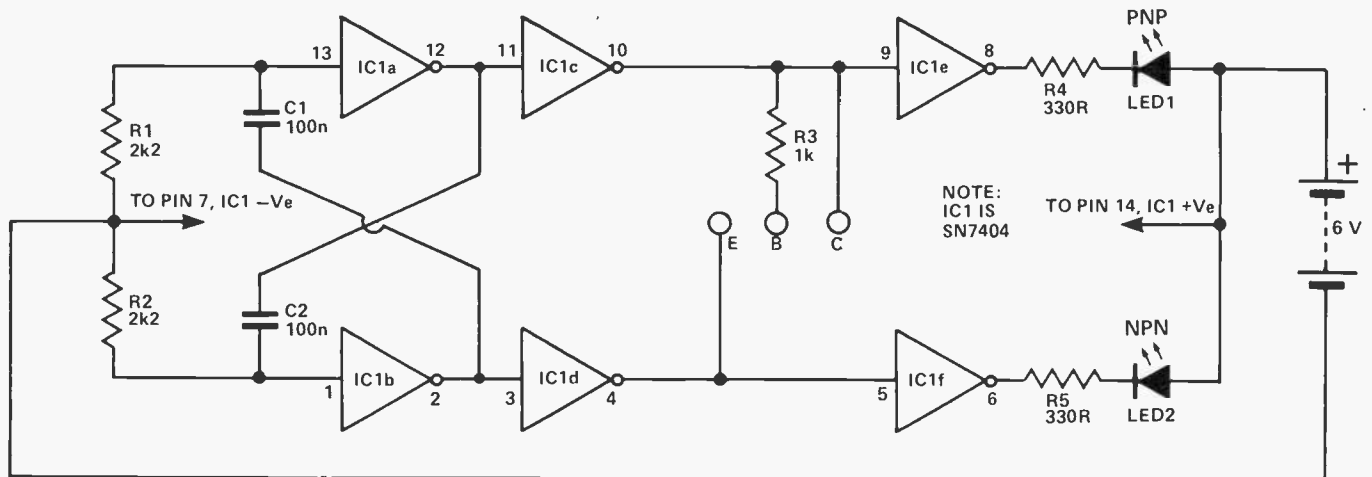 PNP
13
IC1a
12
11
IC1c
10
9
IC1e
8
R4
330R
LED1
C1
100n
R1
2k2
R3
1k
+
TO PIN 7, IC1 –Ve
NOTE:
IC1 IS
SN7404
TO PIN 14, IC1 +Ve
6 V
E
B
C
R2
2k2
C2
100n
NPN
1
IC1b
2
3
IC1d
4
5
IC1f
6
R5
330R
LED2